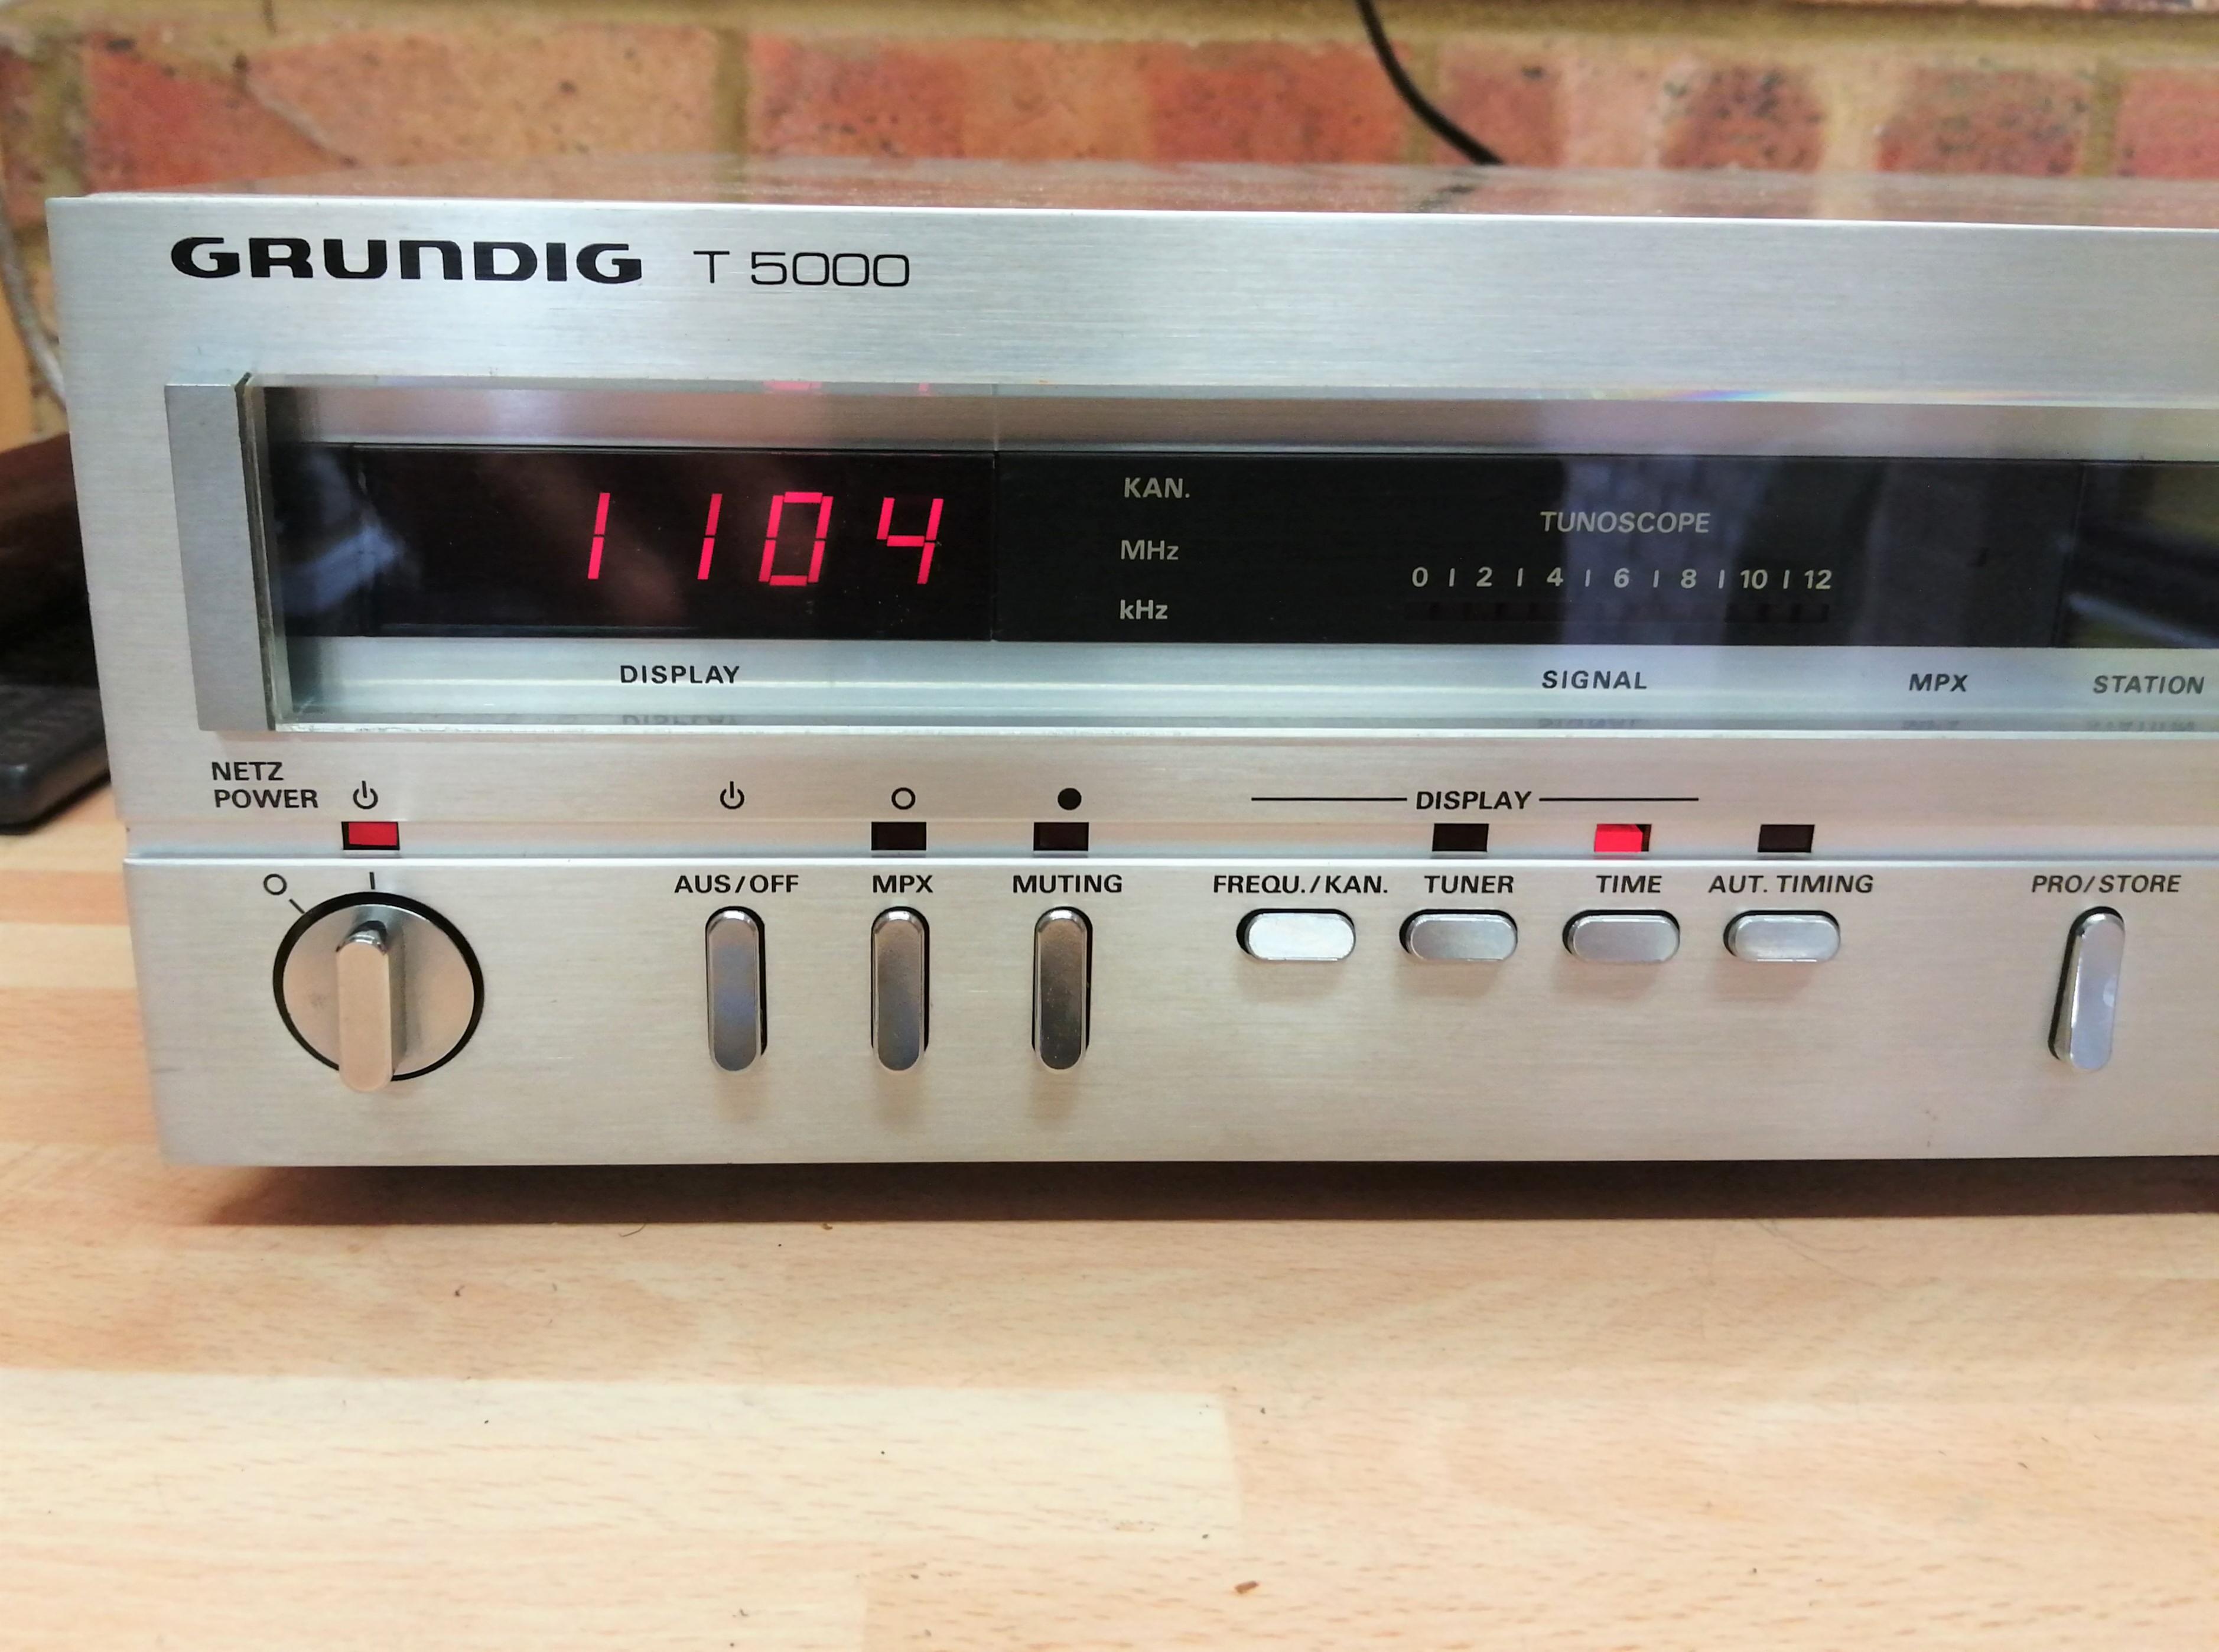 GRUNDIG T 5000
1104
KAN.
MHz
kHz
TUNOSCOPE
0 | 2 | 4 | 6 | 8 | 10 | 12
DISPLAY SIGNAL MPX STATION
NETZ
POWER
DISPLAY
AUS/OFF MPX MUTING FREQU./KAN. TUNER TIME AUT. TIMING PRO/STORE